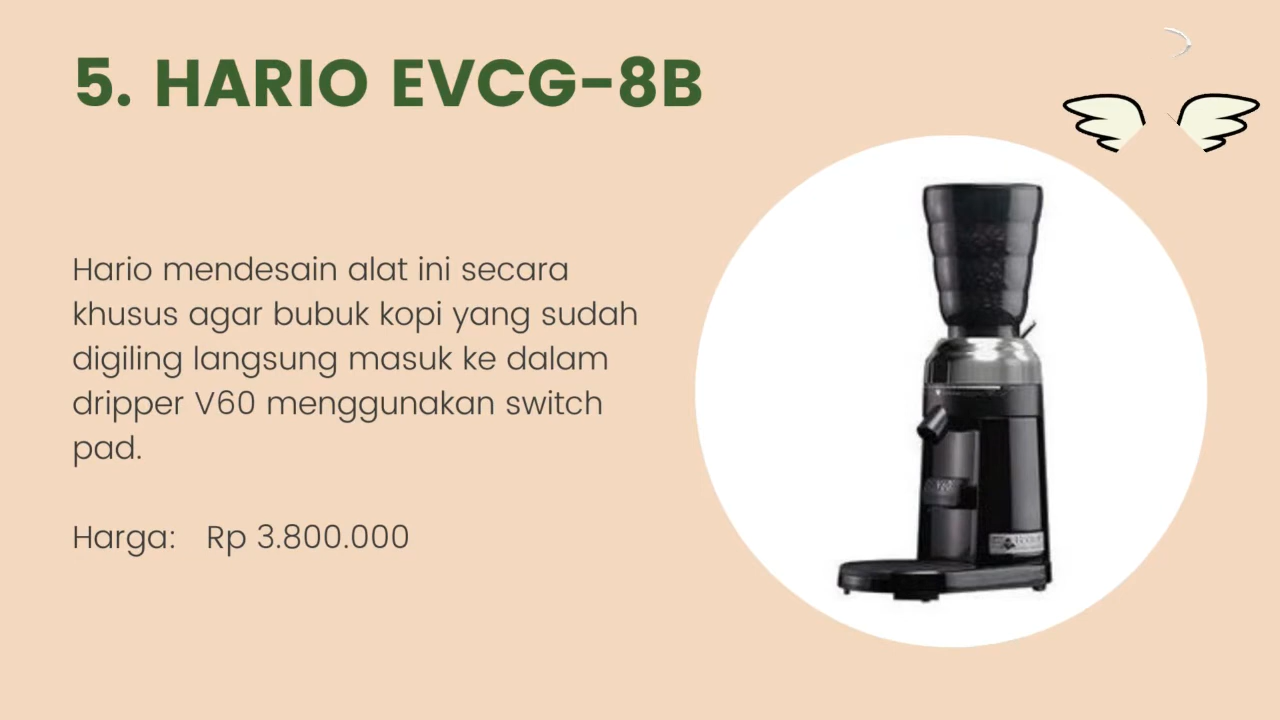 5. HARIO EVCG-8B
Hario mendesain alat ini secara
khusus agar bubuk kopi yang sudah
digiling langsung masuk ke dalam
dripper V60 menggunakan switch
pad.
Harga: Rp 3.800.000